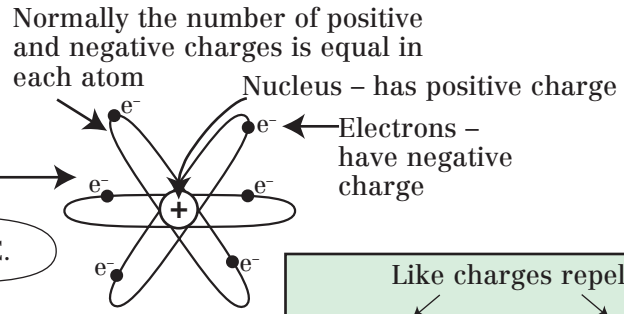 Normally the number of positive
and negative charges is equal in
each atom
Nucleus – has positive charge
e⁻
e⁻
Electrons –
have negative
charge
e⁻
e⁻
+
e⁻
e⁻
Like charges repel